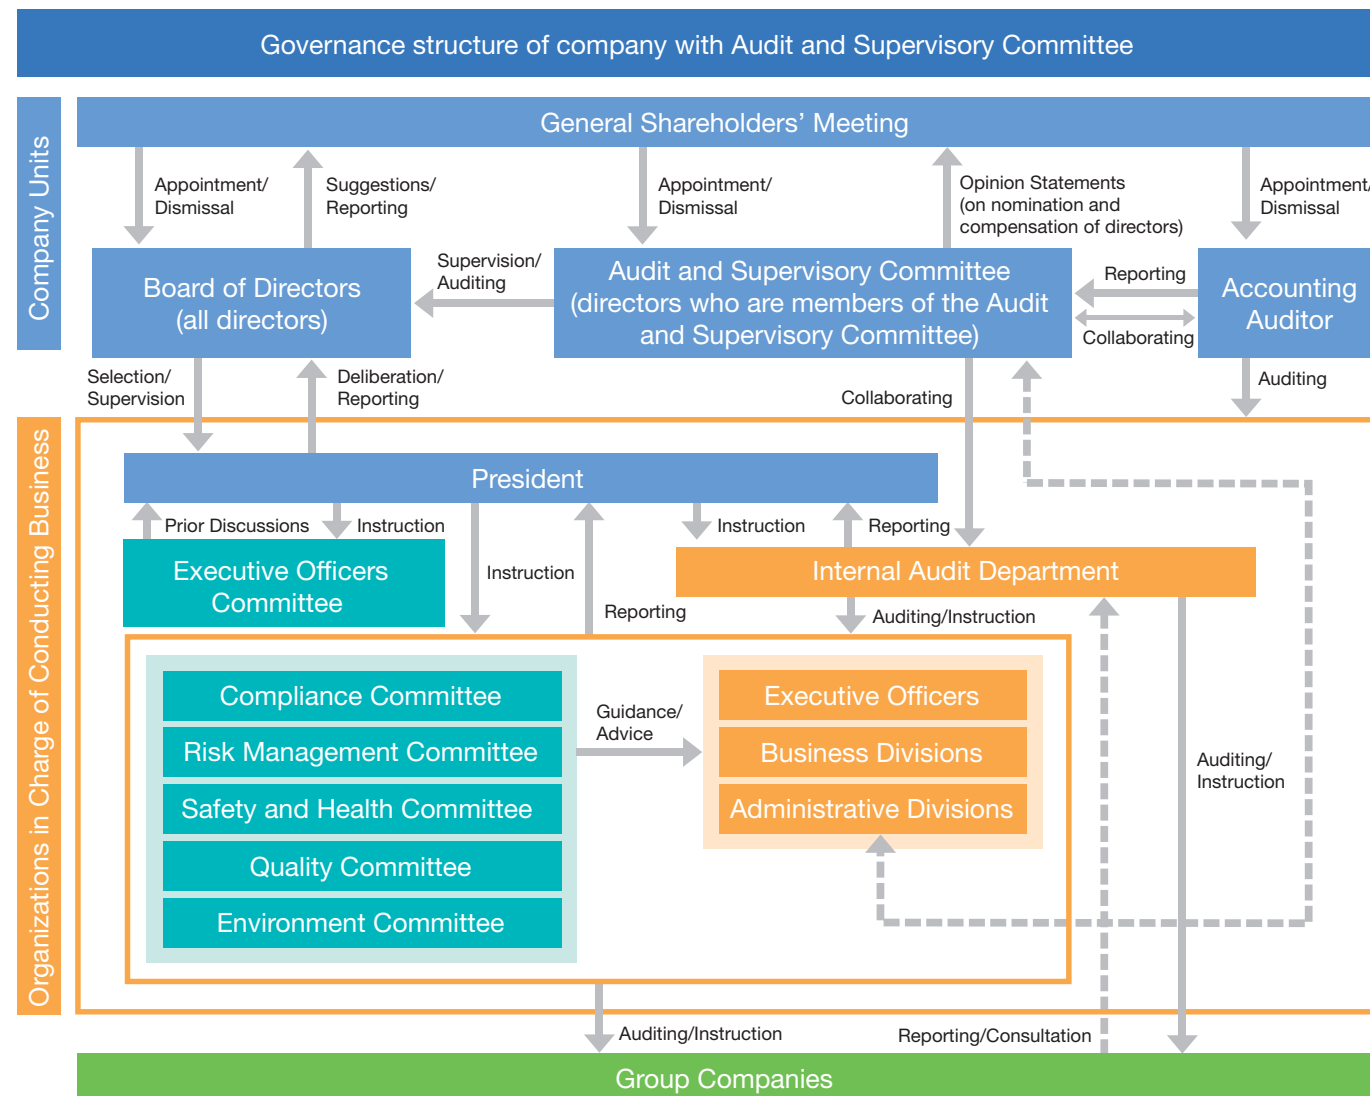 Governance structure of company with Audit and Supervisory Committee
Company Units
General Shareholders’ Meeting
Appointment/
Dismissal
Suggestions/
Reporting
Appointment/
Dismissal
Opinion Statements
(on nomination and
compensation of directors)
Appointment/
Dismissal
Board of Directors
(all directors)
Supervision/
Auditing
Audit and Supervisory Committee
(directors who are members of the Audit
and Supervisory Committee)
Reporting
Collaborating
Accounting
Auditor
Selection/
Supervision
Deliberation/
Reporting
Collaborating
Auditing
Organizations in Charge of Conducting Business
President
Prior Discussions
Instruction
Instruction
Reporting
Instruction
Reporting
Executive Officers
Committee
Internal Audit Department
Auditing/Instruction
Compliance Committee
Risk Management Committee
Safety and Health Committee
Quality Committee
Environment Committee
Guidance/
Advice
Executive Officers
Business Divisions
Administrative Divisions
Auditing/
Instruction
Auditing/Instruction
Reporting/Consultation
Group Companies